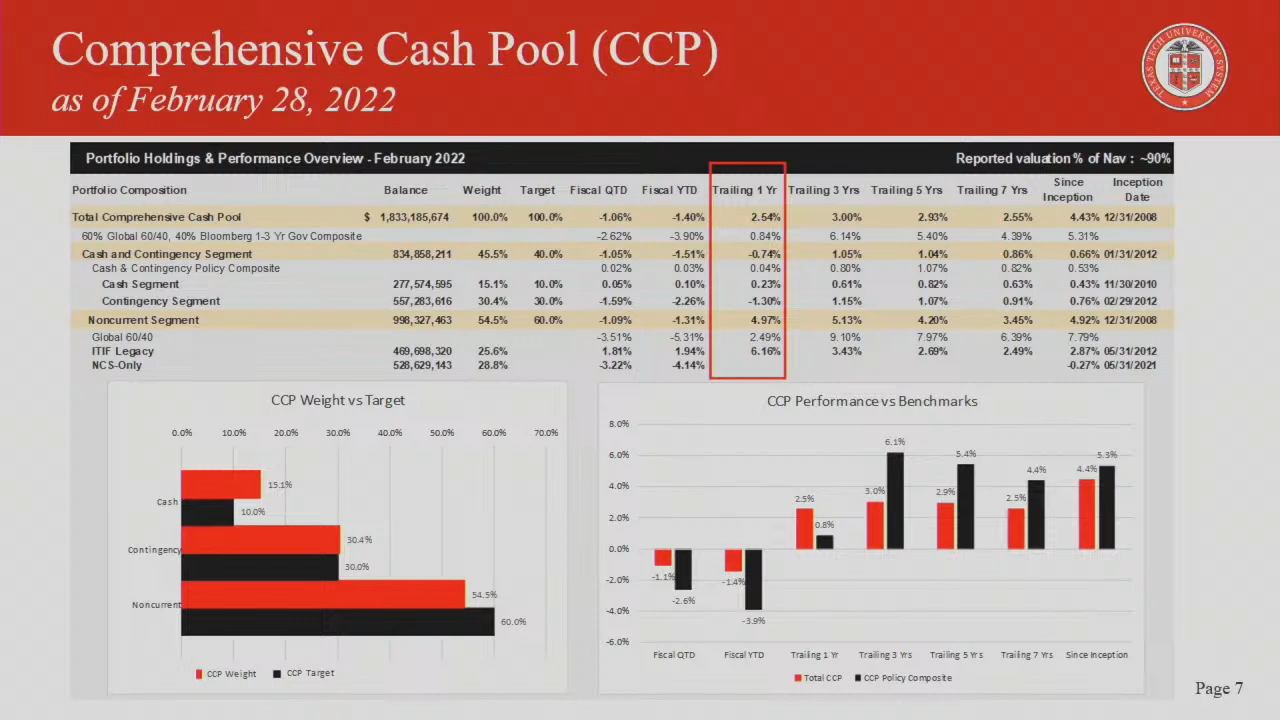 Comprehensive Cash Pool (CCP)
as of February 28, 2022
TEXAS TECH UNIVERSITY SYSTEM
Portfolio Holdings & Performance Overview - February 2022 Reported valuation % of Nav : ~90%
Portfolio Composition Balance Weight Target Fiscal QTD Fiscal YTD Trailing 1 Yr Trailing 3 Yrs Trailing 5 Yrs Trailing 7 Yrs Since Inception Inception Date
Total Comprehensive Cash Pool $ 1,833,185,674 100.0% 100.0% -1.06% -1.40% 2.54% 3.00% 2.93% 2.55% 4.43% 12/31/2008
60% Global 60/40, 40% Bloomberg 1-3 Yr Gov Composite -2.62% -3.90% 0.84% 6.14% 5.40% 4.39% 5.31%
Cash and Contingency Segment 834,858,211 45.5% 40.0% -1.05% -1.51% -0.74% 1.05% 1.04% 0.86% 0.66% 01/31/2012
Cash & Contingency Policy Composite 0.02% 0.03% 0.04% 0.80% 1.07% 0.82% 0.53%
Cash Segment 277,574,595 15.1% 10.0% 0.05% 0.10% 0.23% 0.61% 0.82% 0.63% 0.43% 11/30/2010
Contingency Segment 557,283,616 30.4% 30.0% -1.59% -2.26% -1.30% 1.15% 1.07% 0.91% 0.76% 02/29/2012
Noncurrent Segment 998,327,463 54.5% 60.0% -1.09% -1.31% 4.97% 5.13% 4.20% 3.45% 4.92% 12/31/2008
Global 60/40 -3.51% -5.31% 2.49% 9.10% 7.97% 6.39% 7.79%
ITIF Legacy 469,698,320 25.6% 1.81% 1.94% 6.16% 3.43% 2.69% 2.49% 2.87% 05/31/2012
NCS-Only 528,629,143 28.8% -3.22% -4.14% -0.27% 05/31/2021
CCP Weight vs Target
0.0% 10.0% 20.0% 30.0% 40.0% 50.0% 60.0% 70.0%
Cash
15.1%
10.0%
Contingency
30.4%
30.0%
Noncurrent
54.5%
60.0%
CCP Weight CCP Target
CCP Performance vs Benchmarks
8.0%
6.0%
4.0%
2.0%
0.0%
-2.0%
-4.0%
-6.0%
-1.1% -2.6%
-1.4% -3.9%
2.5% 0.8%
3.0% 6.1%
2.9% 5.4%
2.5% 4.4%
4.4% 5.3%
Fiscal QTD Fiscal YTD Trailing 1 Yr Trailing 3 Yrs Trailing 5 Yrs Trailing 7 Yrs Since Inception
Total CCP CCP Policy Composite
Page 7